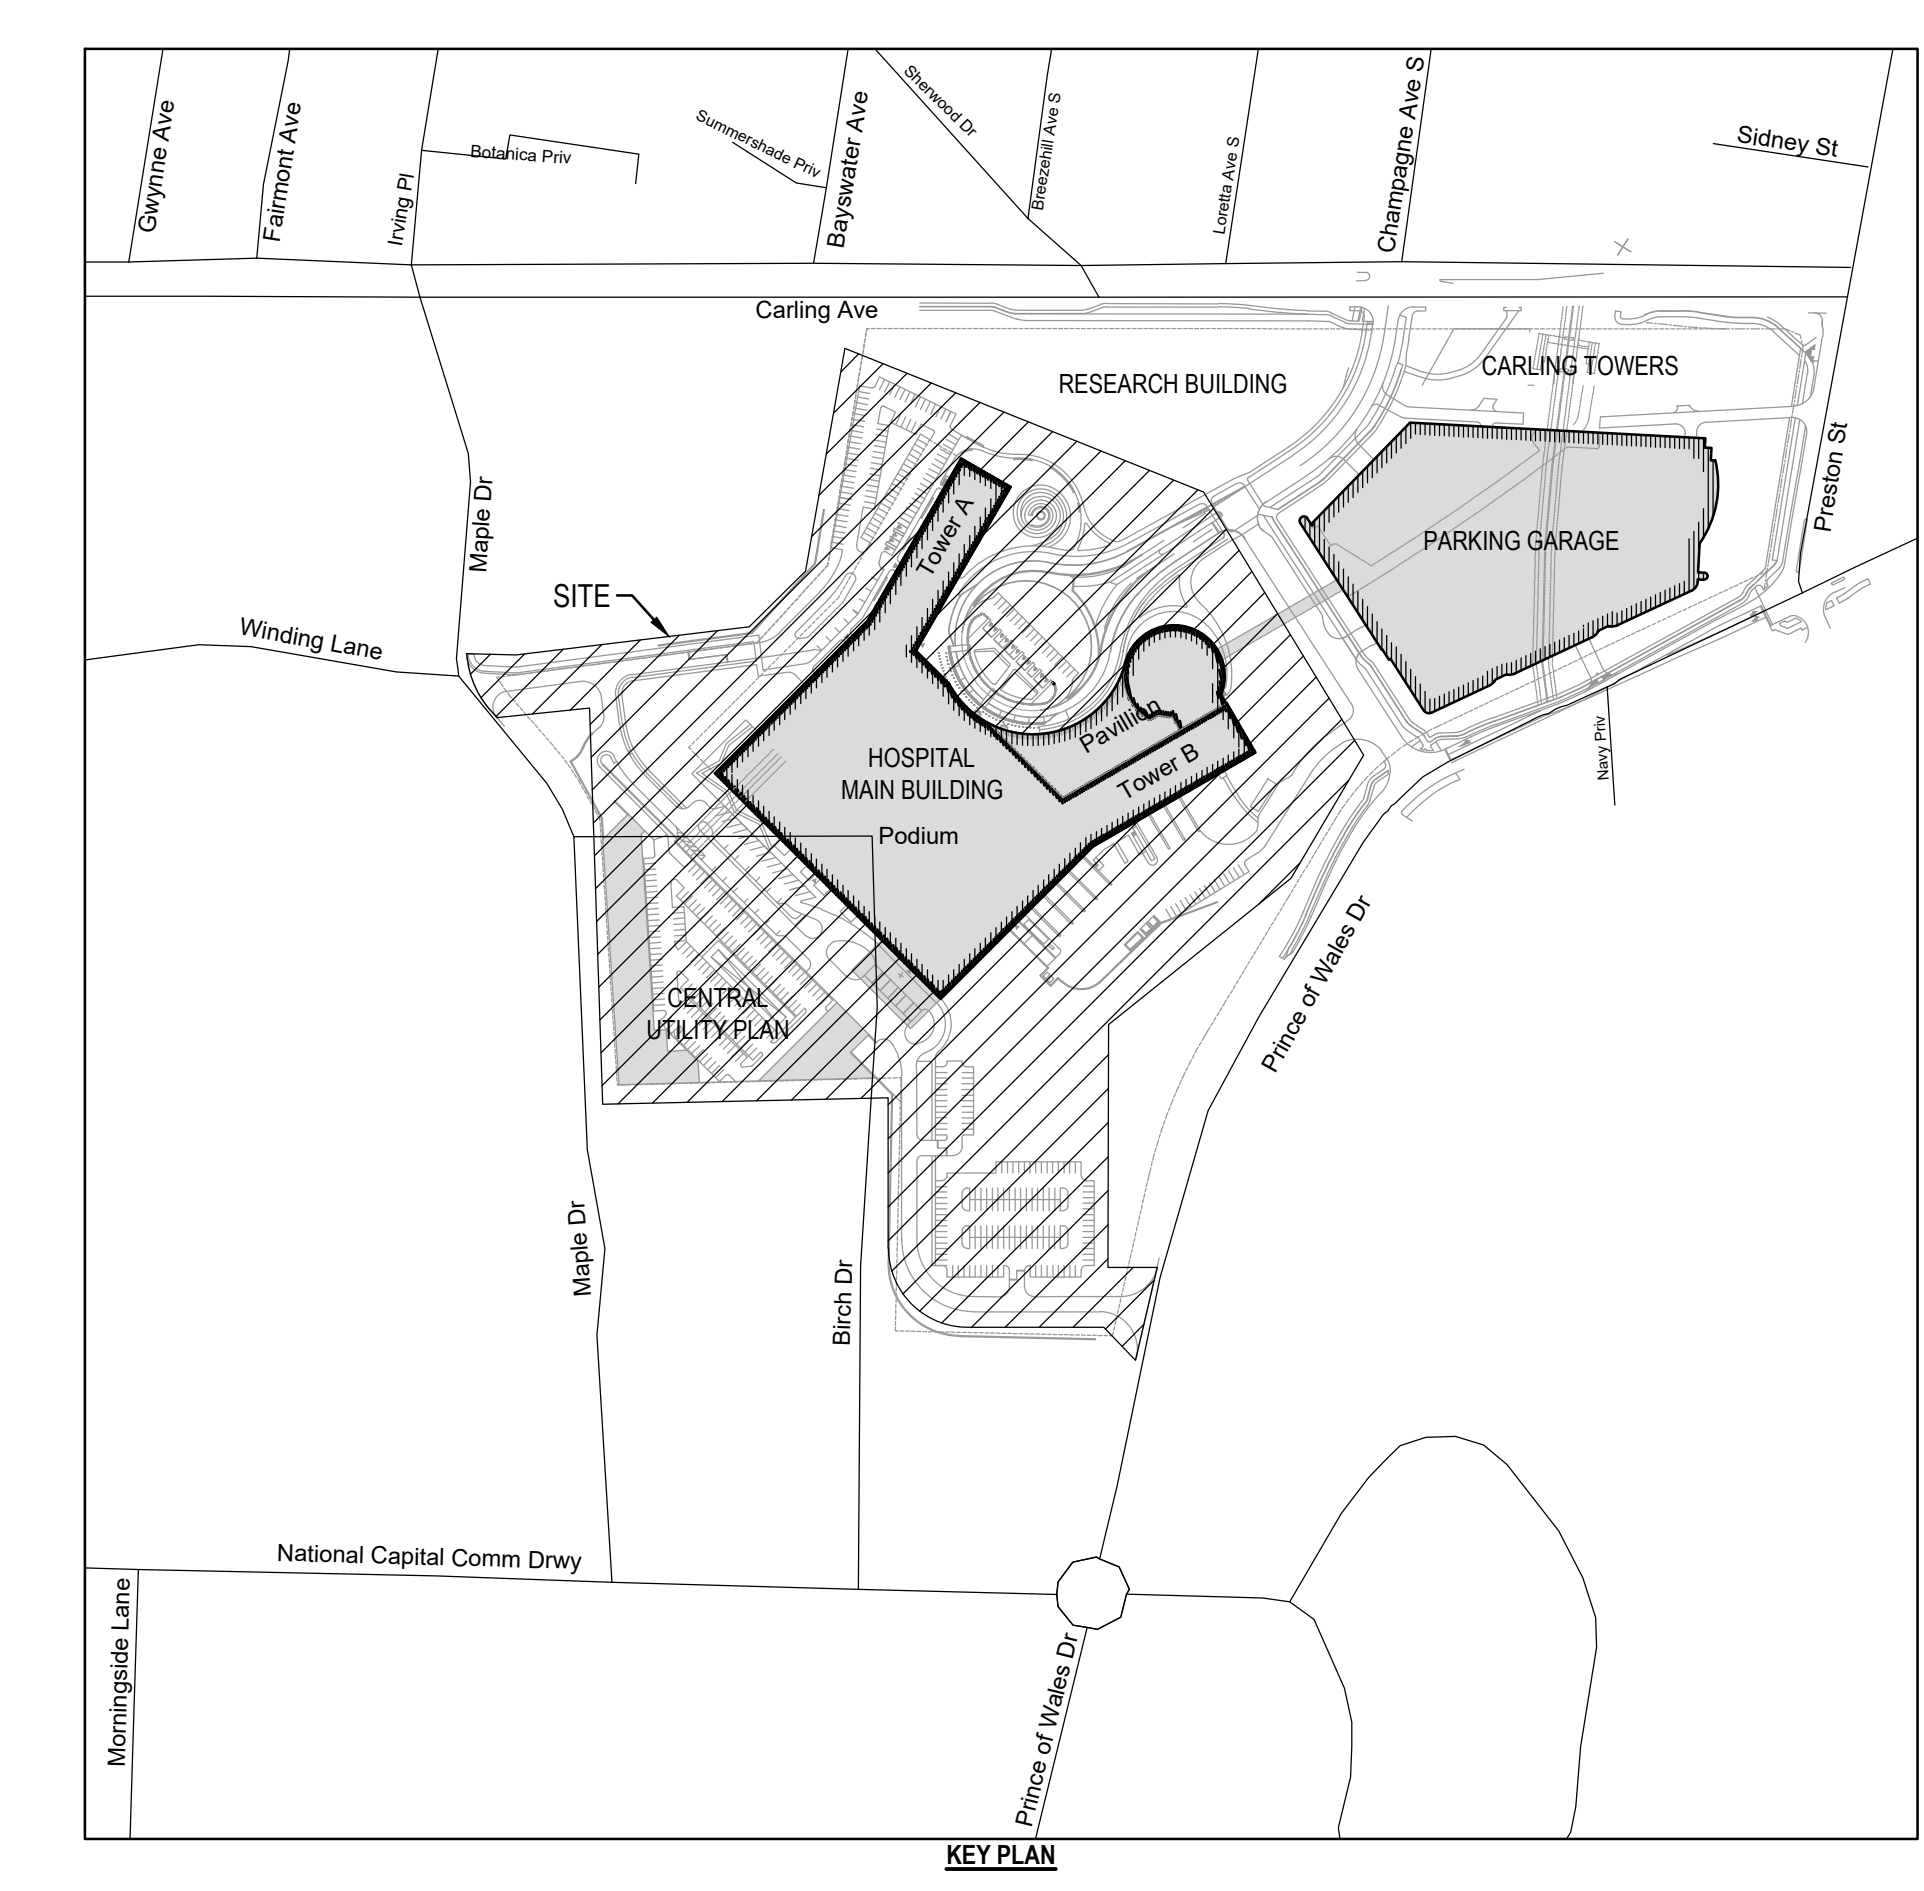 Gwynne Ave
Fairmont Ave
Irving Pl
Botanica Priv
Summershade Priv
Bayswater Ave
Sherwood Dr
Breezehill Ave S
Loretta Ave S
Champagne Ave S
Sidney St
Carling Ave
RESEARCH BUILDING
CARLING TOWERS
Maple Dr
Tower A
PARKING GARAGE
Preston St
SITE
Winding Lane
Pavillion
HOSPITAL
MAIN BUILDING
Tower B
Navy Priv
Podium
CENTRAL
UTILITY PLAN
Prince of Wales Dr
Maple Dr
Birch Dr
National Capital Comm Drwy
Morningside Lane
Prince of Wales Dr
KEY PLAN